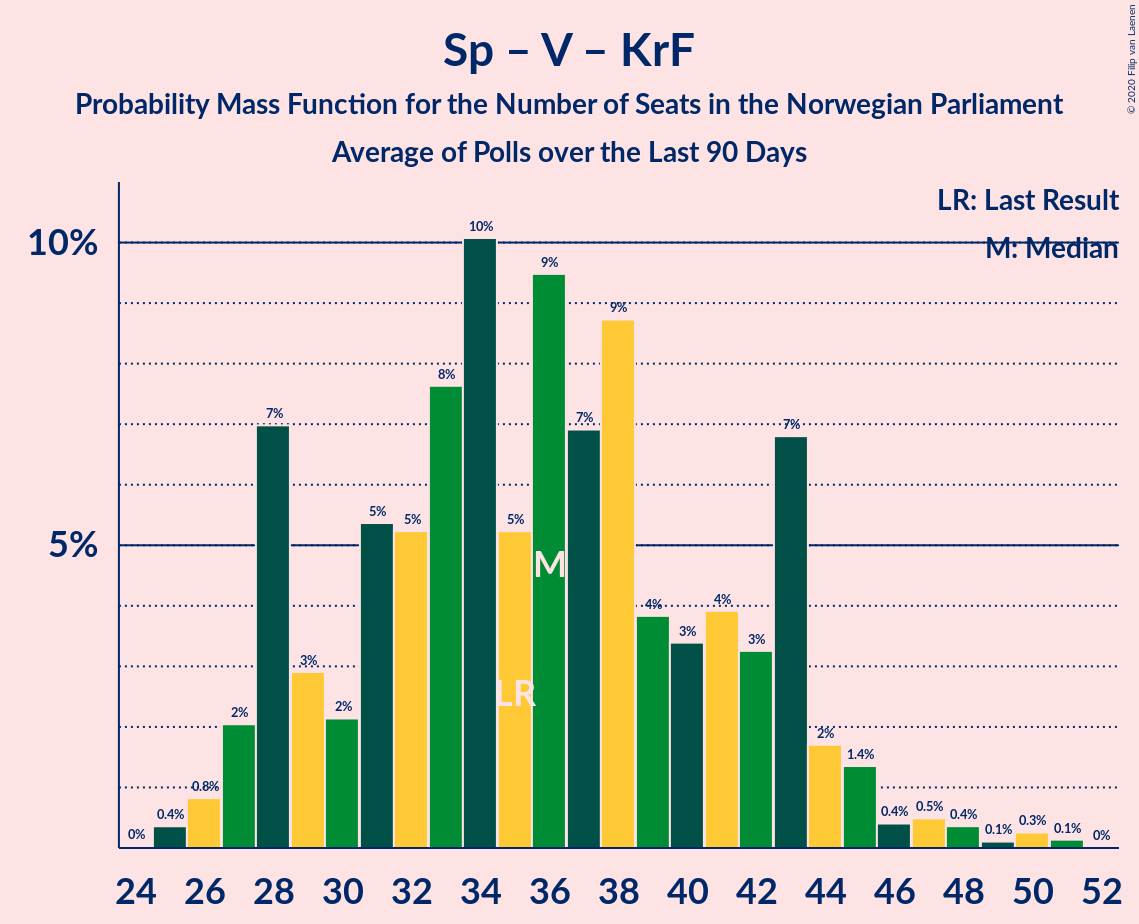 Sp – V – KrF
Probability Mass Function for the Number of Seats in the Norwegian Parliament
Average of Polls over the Last 90 Days
© 2020 Filip van Laenen
LR: Last Result
M: Median
10%
5%
0% 0.4% 0.8% 2% 7% 3% 2% 5% 5% 8% 10% 5% 9% 7% 9% 4% 3% 4% 3% 7% 2% 1.4% 0.4% 0.5% 0.4% 0.1% 0.3% 0.1% 0%
M
LR
24 26 28 30 32 34 36 38 40 42 44 46 48 50 52